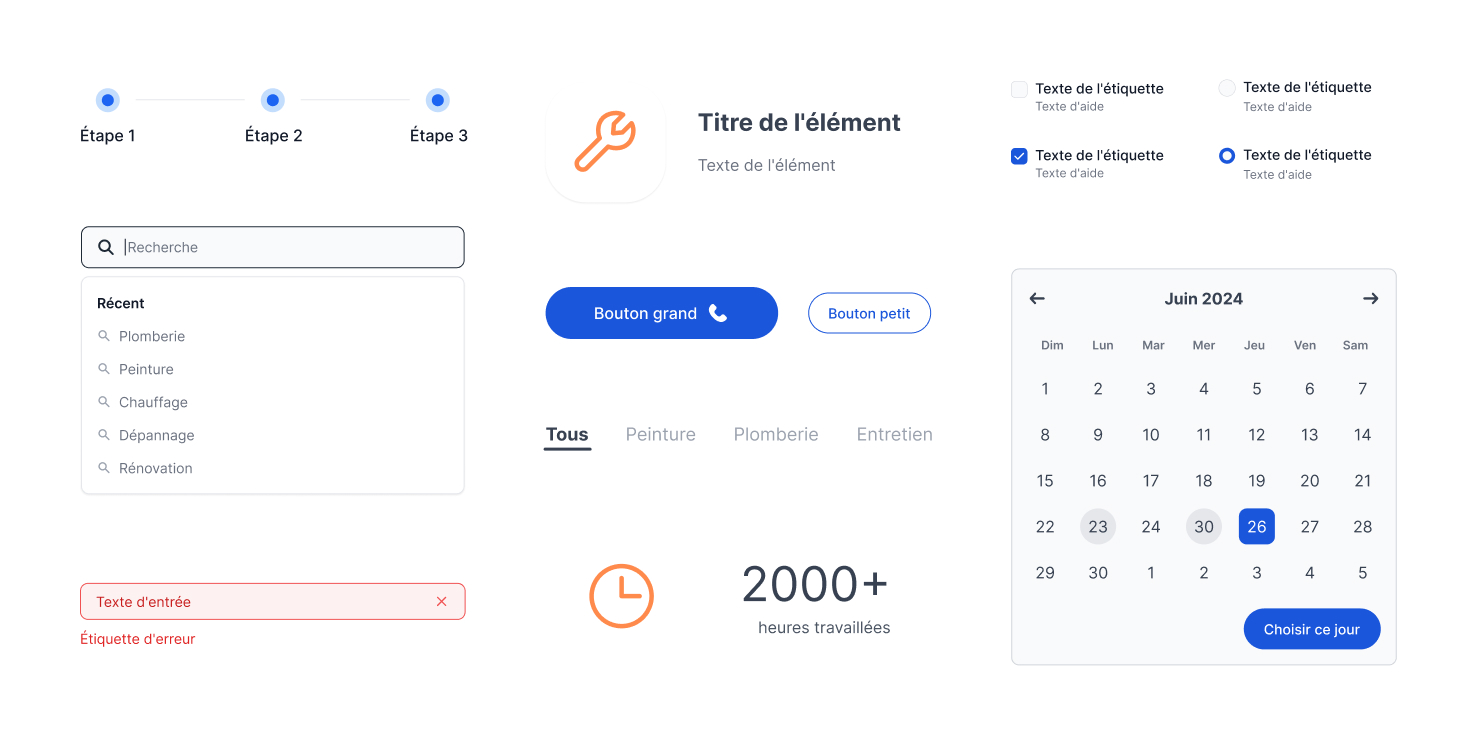 Étape 1
Étape 2
Étape 3
Recherche
Récent
Plomberie
Peinture
Chauffage
Dépannage
Rénovation
Texte d'entrée
Étiquette d'erreur
Titre de l'élément
Texte de l'élément
Bouton grand
Bouton petit
Tous Peinture Plomberie Entretien
2000+
heures travaillées
Texte de l'étiquette
Texte d'aide
Texte de l'étiquette
Texte d'aide
Texte de l'étiquette
Texte d'aide
Texte de l'étiquette
Texte d'aide
Juin 2024
Dim Lun Mar Mer Jeu Ven Sam
1 2 3 4 5 6 7
8 9 10 11 12 13 14
15 16 17 18 19 20 21
22 23 24 30 26 27 28
29 30 1 2 3 4 5
Choisir ce jour